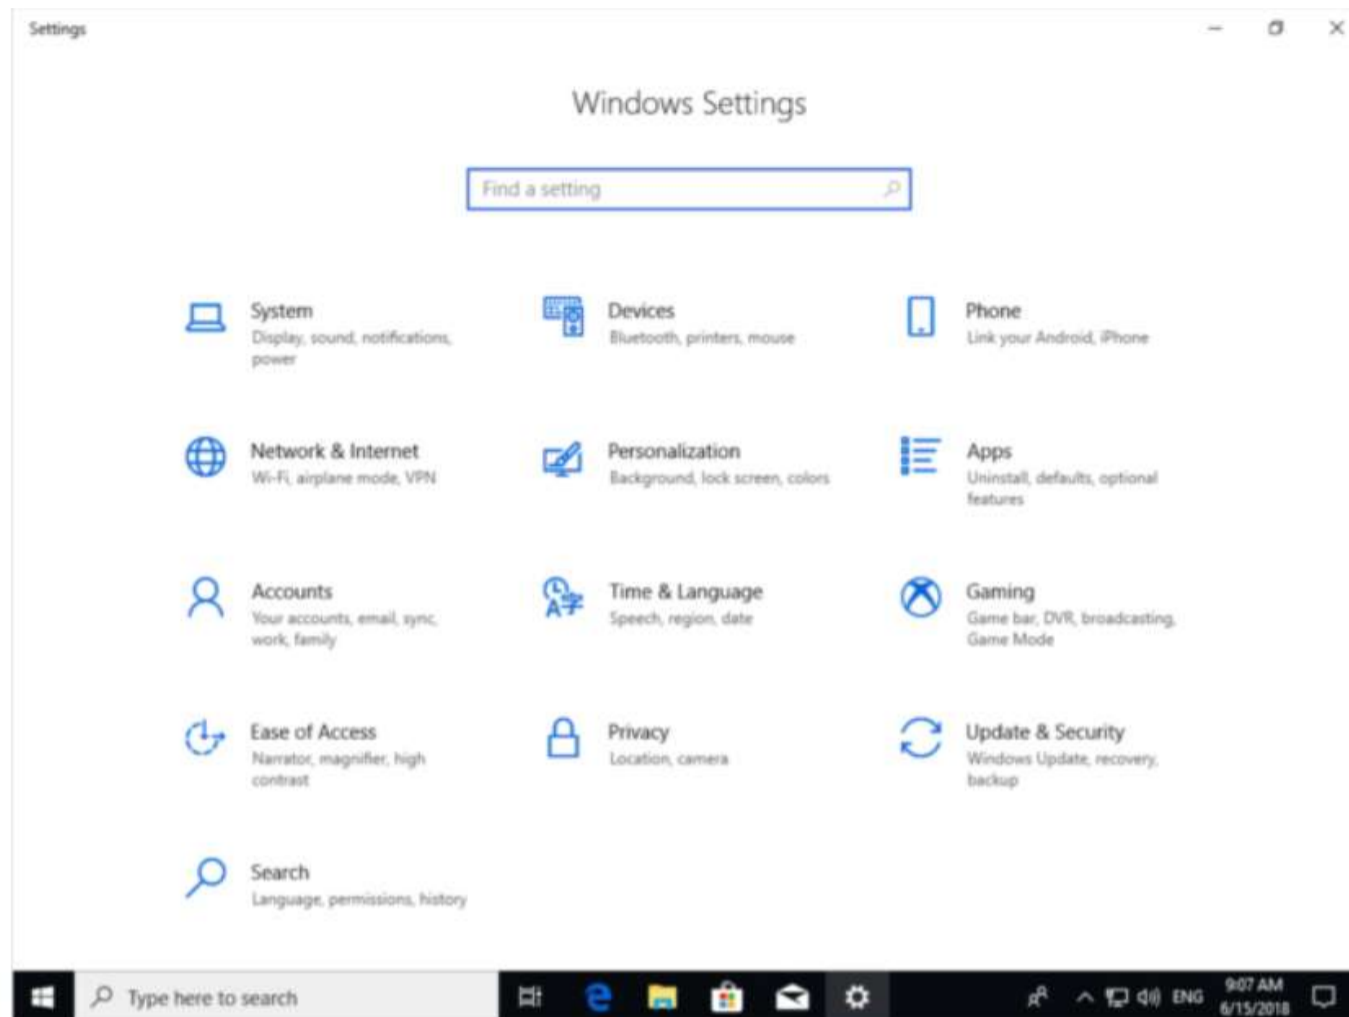 Settings
Windows Settings
Find a setting
System
Display, sound, notifications,
power
Devices
Bluetooth, printers, mouse
Phone
Link your Android, iPhone
Network & Internet
Wi-Fi, airplane mode, VPN
Personalization
Background, lock screen, colors
Apps
Uninstall, defaults, optional
features
Accounts
Your accounts, email, sync,
work, family
Time & Language
Speech, region, date
Gaming
Game bar, DVR, broadcasting,
Game Mode
Ease of Access
Narrator, magnifier, high
contrast
Privacy
Location, camera
Update & Security
Windows Update, recovery,
backup
Search
Language, permissions, history
Type here to search
ENG
9:07 AM
6/15/2018